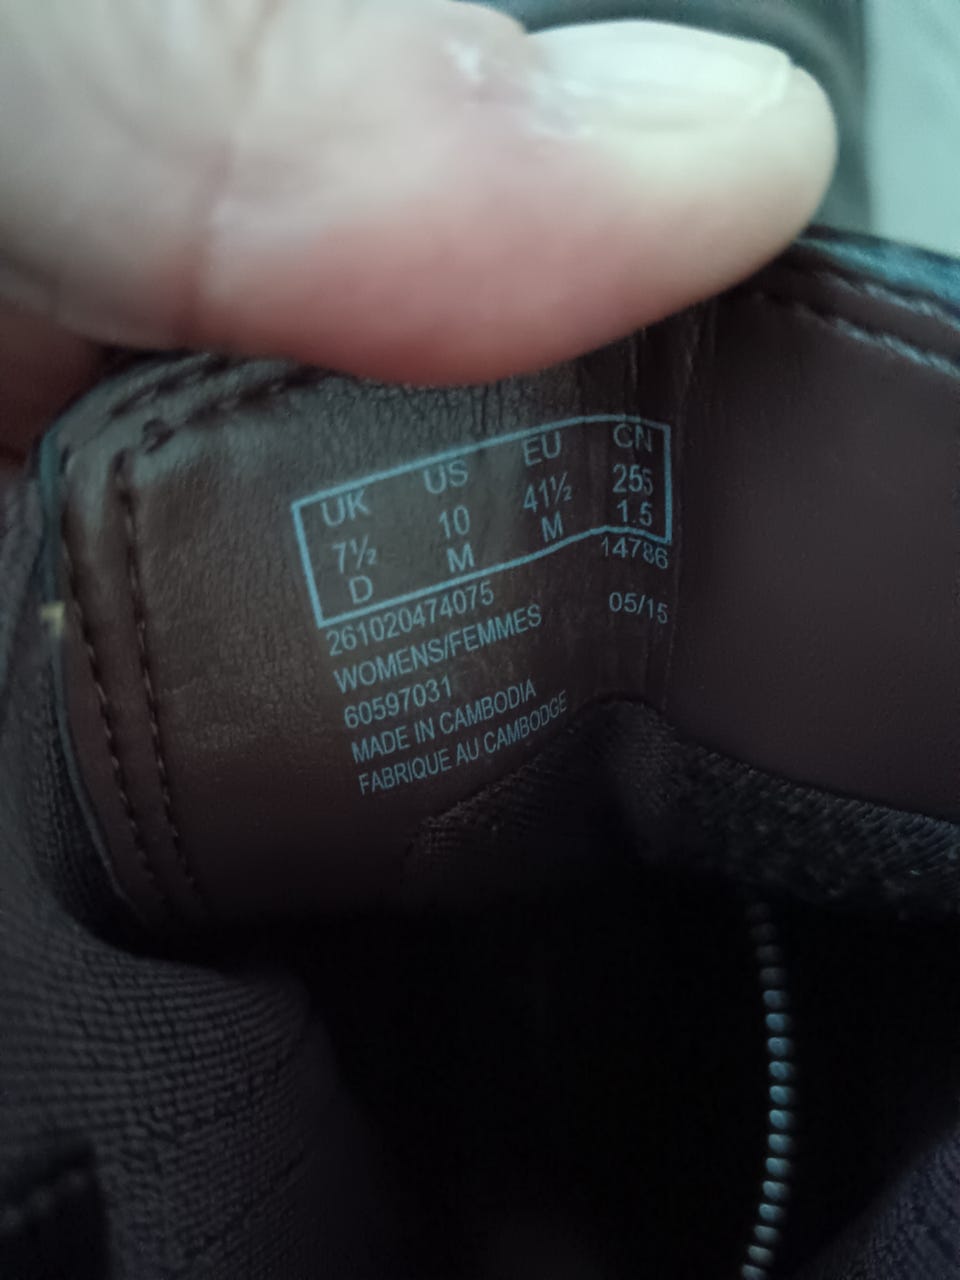 UK US EU CN
7½ 10 41½ 255
D M M 1.5
261020474075 14786
WOMENS/FEMMES 05/15
60597031
MADE IN CAMBODIA
FABRIQUE AU CAMBODGE